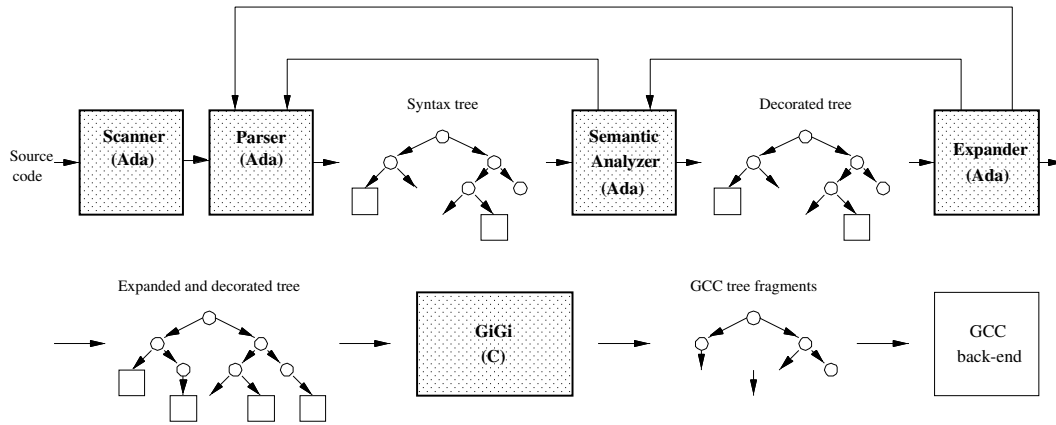 Syntax tree
Decorated tree
Source
code
Scanner
(Ada)
Parser
(Ada)
Semantic
Analyzer
(Ada)
Expander
(Ada)
Expanded and decorated tree
GiGi
(C)
GCC tree fragments
GCC
back-end